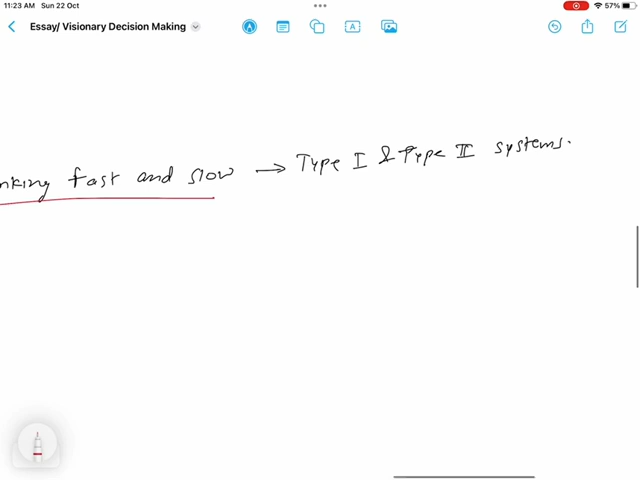 11:23 AM Sun 22 Oct
57%
Essay/ Visionary Decision Making
nking fast and slow → Type I & Type II systems.